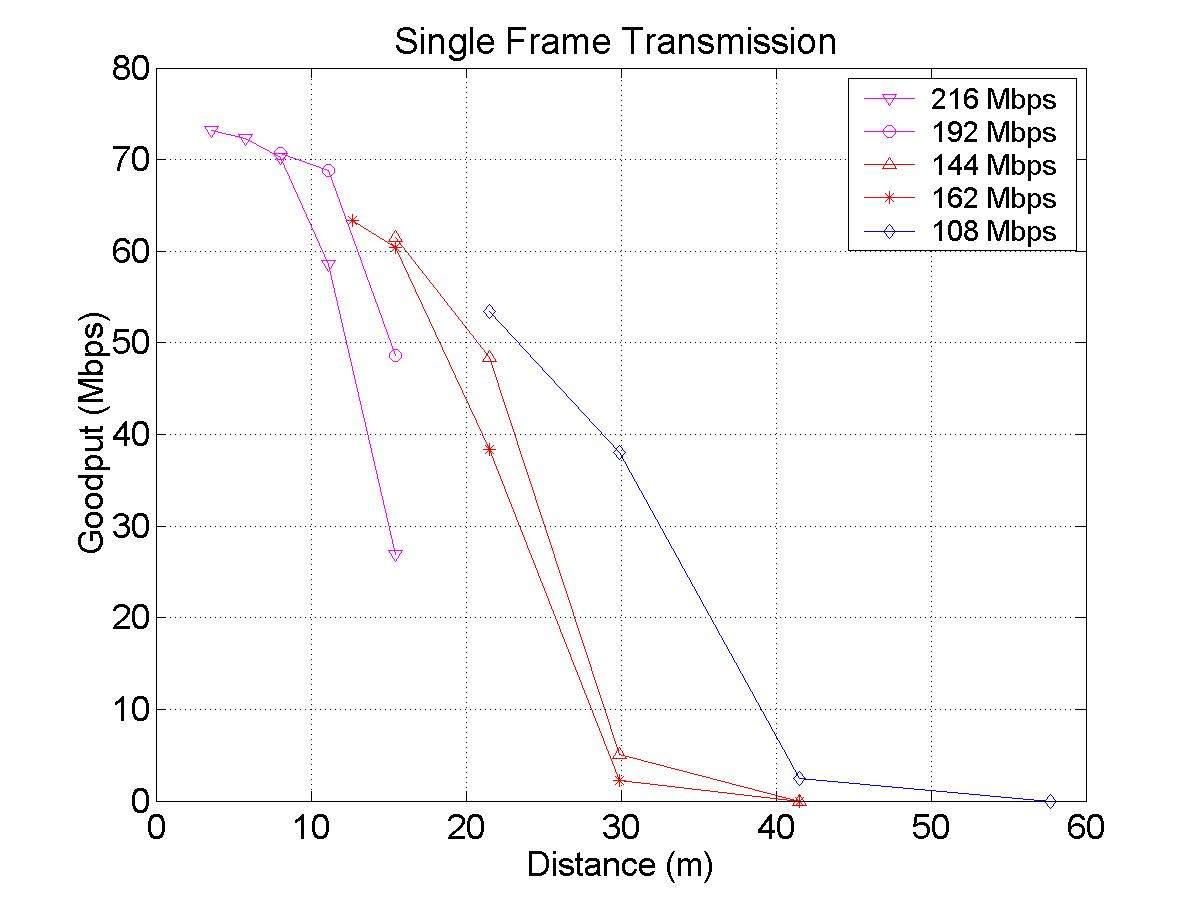 Single Frame Transmission
80
70
60
50
40
30
20
10
0
Goodput (Mbps)
216 Mbps
192 Mbps
144 Mbps
162 Mbps
108 Mbps
0 10 20 30 40 50 60
Distance (m)